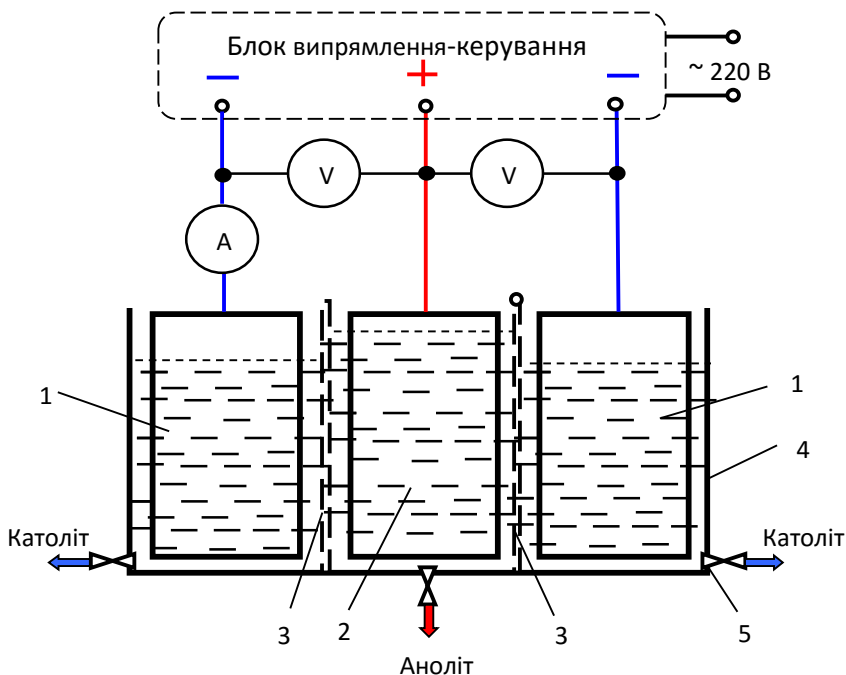 Блок випрямлення-керування
− + −
~ 220 В
V V
A
1 1
4
Католіт Католіт
3 2 3 5
Аноліт